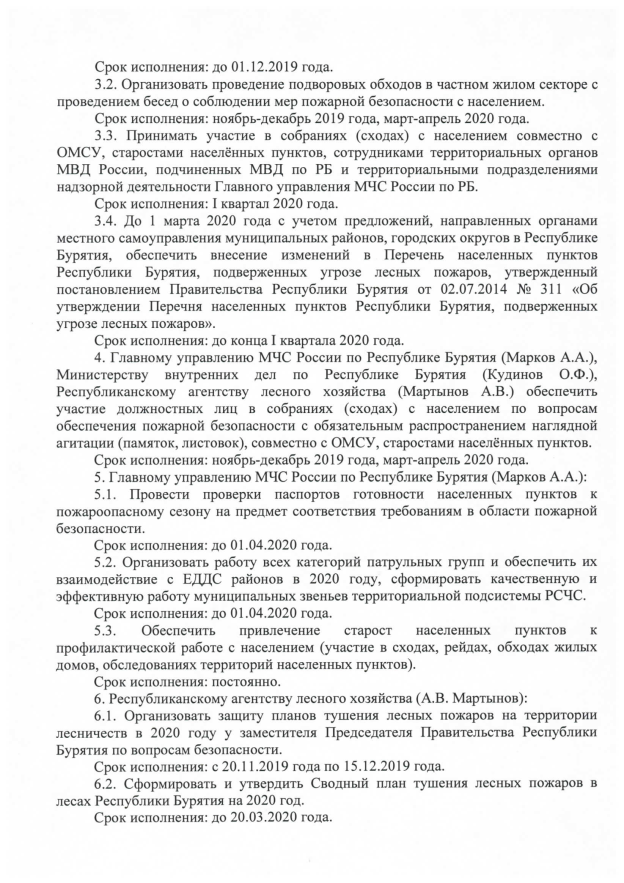 Срок исполнения: до 01.12.2019 года.
3.2. Организовать проведение подворовых обходов в частном жилом секторе с
проведением бесед о соблюдении мер пожарной безопасности с населением.
Срок исполнения: ноябрь-декабрь 2019 года, март-апрель 2020 года.
3.3. Принимать участие в собраниях (сходах) с населением совместно с
ОМСУ, старостами населённых пунктов, сотрудниками территориальных органов
МВД России, подчиненных МВД по РБ и территориальными подразделениями
надзорной деятельности Главного управления МЧС России по РБ.
Срок исполнения: I квартал 2020 года.
3.4. До 1 марта 2020 года с учетом предложений, направленных органами
местного самоуправления муниципальных районов, городских округов в Республике
Бурятия, обеспечить внесение изменений в Перечень населенных пунктов
Республики Бурятия, подверженных угрозе лесных пожаров, утвержденный
постановлением Правительства Республики Бурятия от 02.07.2014 № 311 «Об
утверждении Перечня населенных пунктов Республики Бурятия, подверженных
угрозе лесных пожаров».
Срок исполнения: до конца I квартала 2020 года.
4. Главному управлению МЧС России по Республике Бурятия (Марков А.А.),
Министерству внутренних дел по Республике Бурятия (Кудинов О.Ф.),
Республиканскому агентству лесного хозяйства (Мартынов А.В.) обеспечить
участие должностных лиц в собраниях (сходах) с населением по вопросам
обеспечения пожарной безопасности с обязательным распространением наглядной
агитации (памяток, листовок), совместно с ОМСУ, старостами населённых пунктов.
Срок исполнения: ноябрь-декабрь 2019 года, март-апрель 2020 года.
5. Главному управлению МЧС России по Республике Бурятия (Марков А.А.):
5.1. Провести проверки паспортов готовности населенных пунктов к
пожароопасному сезону на предмет соответствия требованиям в области пожарной
безопасности.
Срок исполнения: до 01.04.2020 года.
5.2. Организовать работу всех категорий патрульных групп и обеспечить их
взаимодействие с ЕДДС районов в 2020 году, сформировать качественную и
эффективную работу муниципальных звеньев территориальной подсистемы РСЧС.
Срок исполнения: до 01.04.2020 года.
5.3. Обеспечить привлечение старост населенных пунктов к
профилактической работе с населением (участие в сходах, рейдах, обходах жилых
домов, обследованиях территорий населенных пунктов).
Срок исполнения: постоянно.
6. Республиканскому агентству лесного хозяйства (А.В. Мартынов):
6.1. Организовать защиту планов тушения лесных пожаров на территории
лесничеств в 2020 году у заместителя Председателя Правительства Республики
Бурятия по вопросам безопасности.
Срок исполнения: с 20.11.2019 года по 15.12.2019 года.
6.2. Сформировать и утвердить Сводный план тушения лесных пожаров в
лесах Республики Бурятия на 2020 год.
Срок исполнения: до 20.03.2020 года.